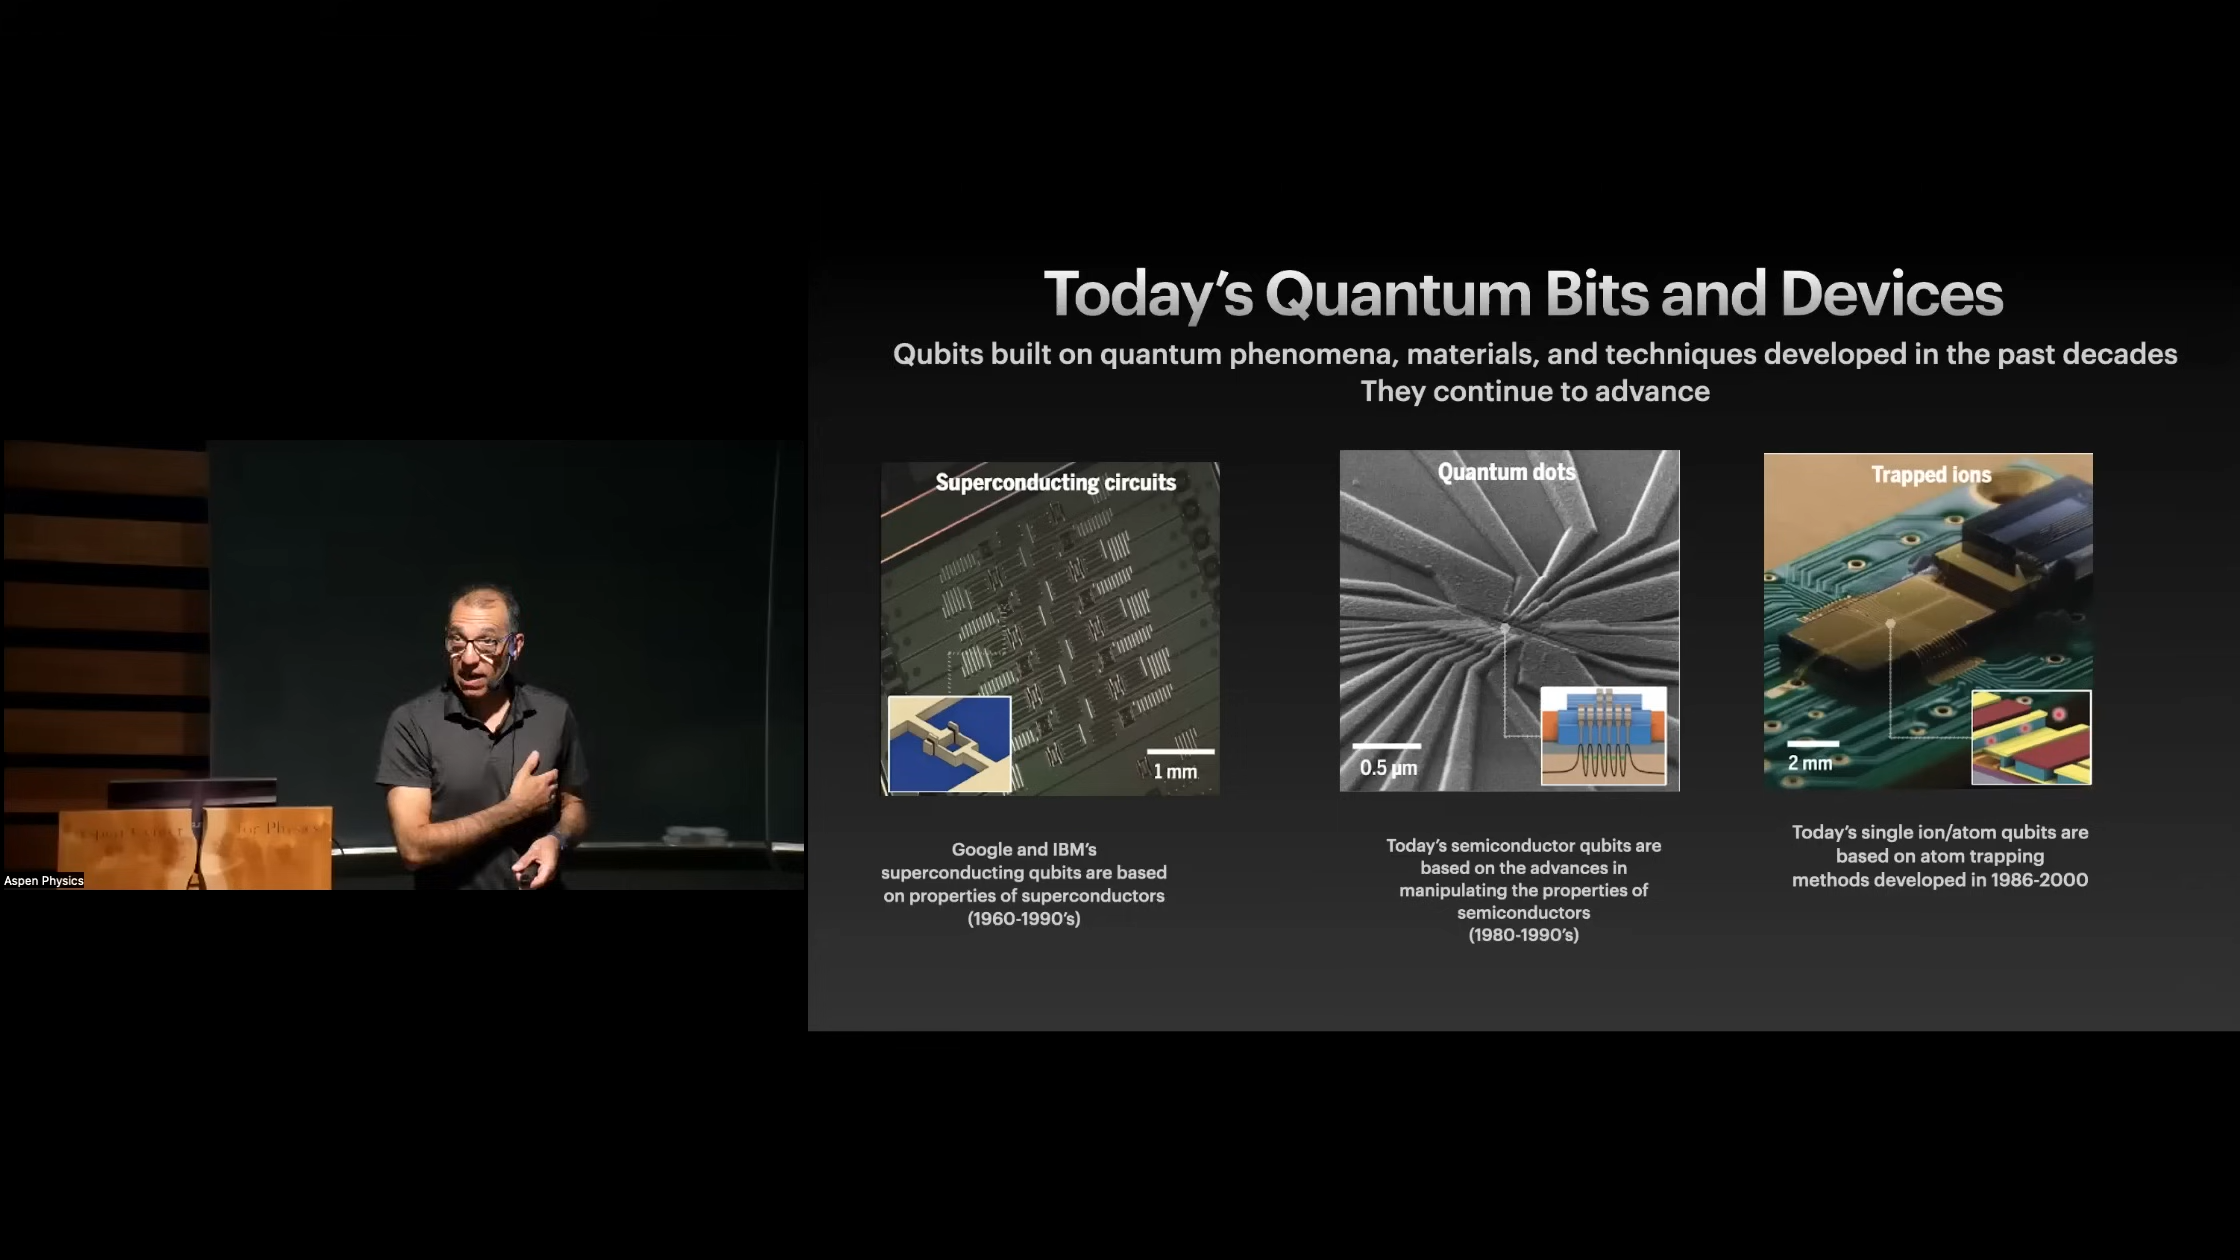 Today's Quantum Bits and Devices
Qubits built on quantum phenomena, materials, and techniques developed in the past decades
They continue to advance
Superconducting circuits
1 mm
Google and IBM's
superconducting qubits are based
on properties of superconductors
(1960-1990's)
Quantum dots
0.5 µm
Today's semiconductor qubits are
based on the advances in
manipulating the properties of
semiconductors
(1980-1990's)
Trapped ions
2 mm
Today's single ion/atom qubits are
based on atom trapping
methods developed in 1986-2000
Aspen Center for Physics
Aspen Physics